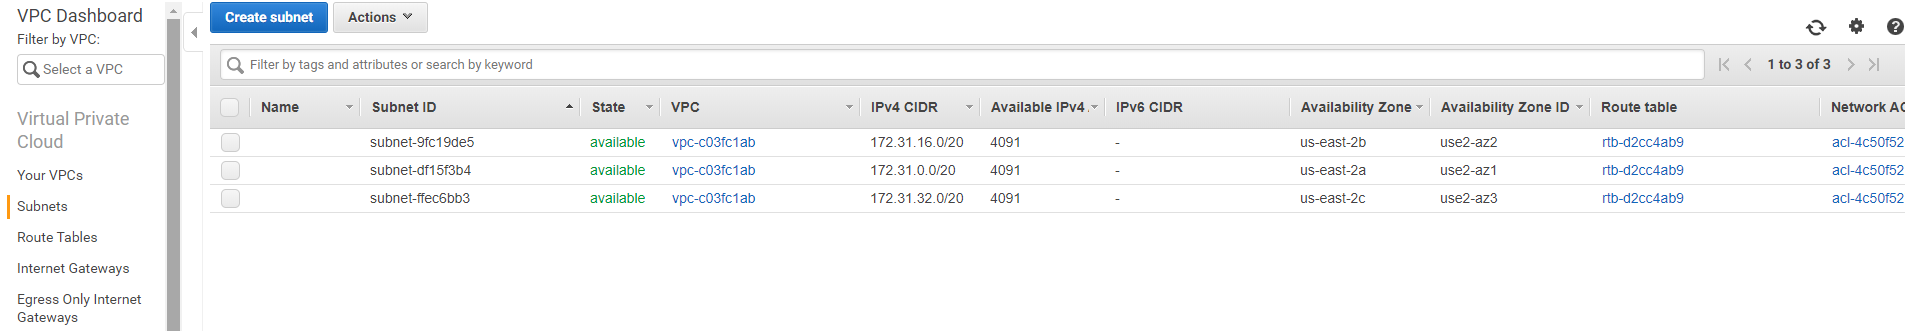 VPC Dashboard
Filter by VPC:
Select a VPC
Virtual Private
Cloud
Your VPCs
Subnets
Route Tables
Internet Gateways
Egress Only Internet
Gateways
Create subnet Actions
Filter by tags and attributes or search by keyword
1 to 3 of 3
Name Subnet ID State VPC IPv4 CIDR Available IPv4 IPv6 CIDR Availability Zone Availability Zone ID Route table Network AC
subnet-9fc19de5 available vpc-c03fc1ab 172.31.16.0/20 4091 - us-east-2b use2-az2 rtb-d2cc4ab9 acl-4c50f52
subnet-df15f3b4 available vpc-c03fc1ab 172.31.0.0/20 4091 - us-east-2a use2-az1 rtb-d2cc4ab9 acl-4c50f52
subnet-ffec6bb3 available vpc-c03fc1ab 172.31.32.0/20 4091 - us-east-2c use2-az3 rtb-d2cc4ab9 acl-4c50f52